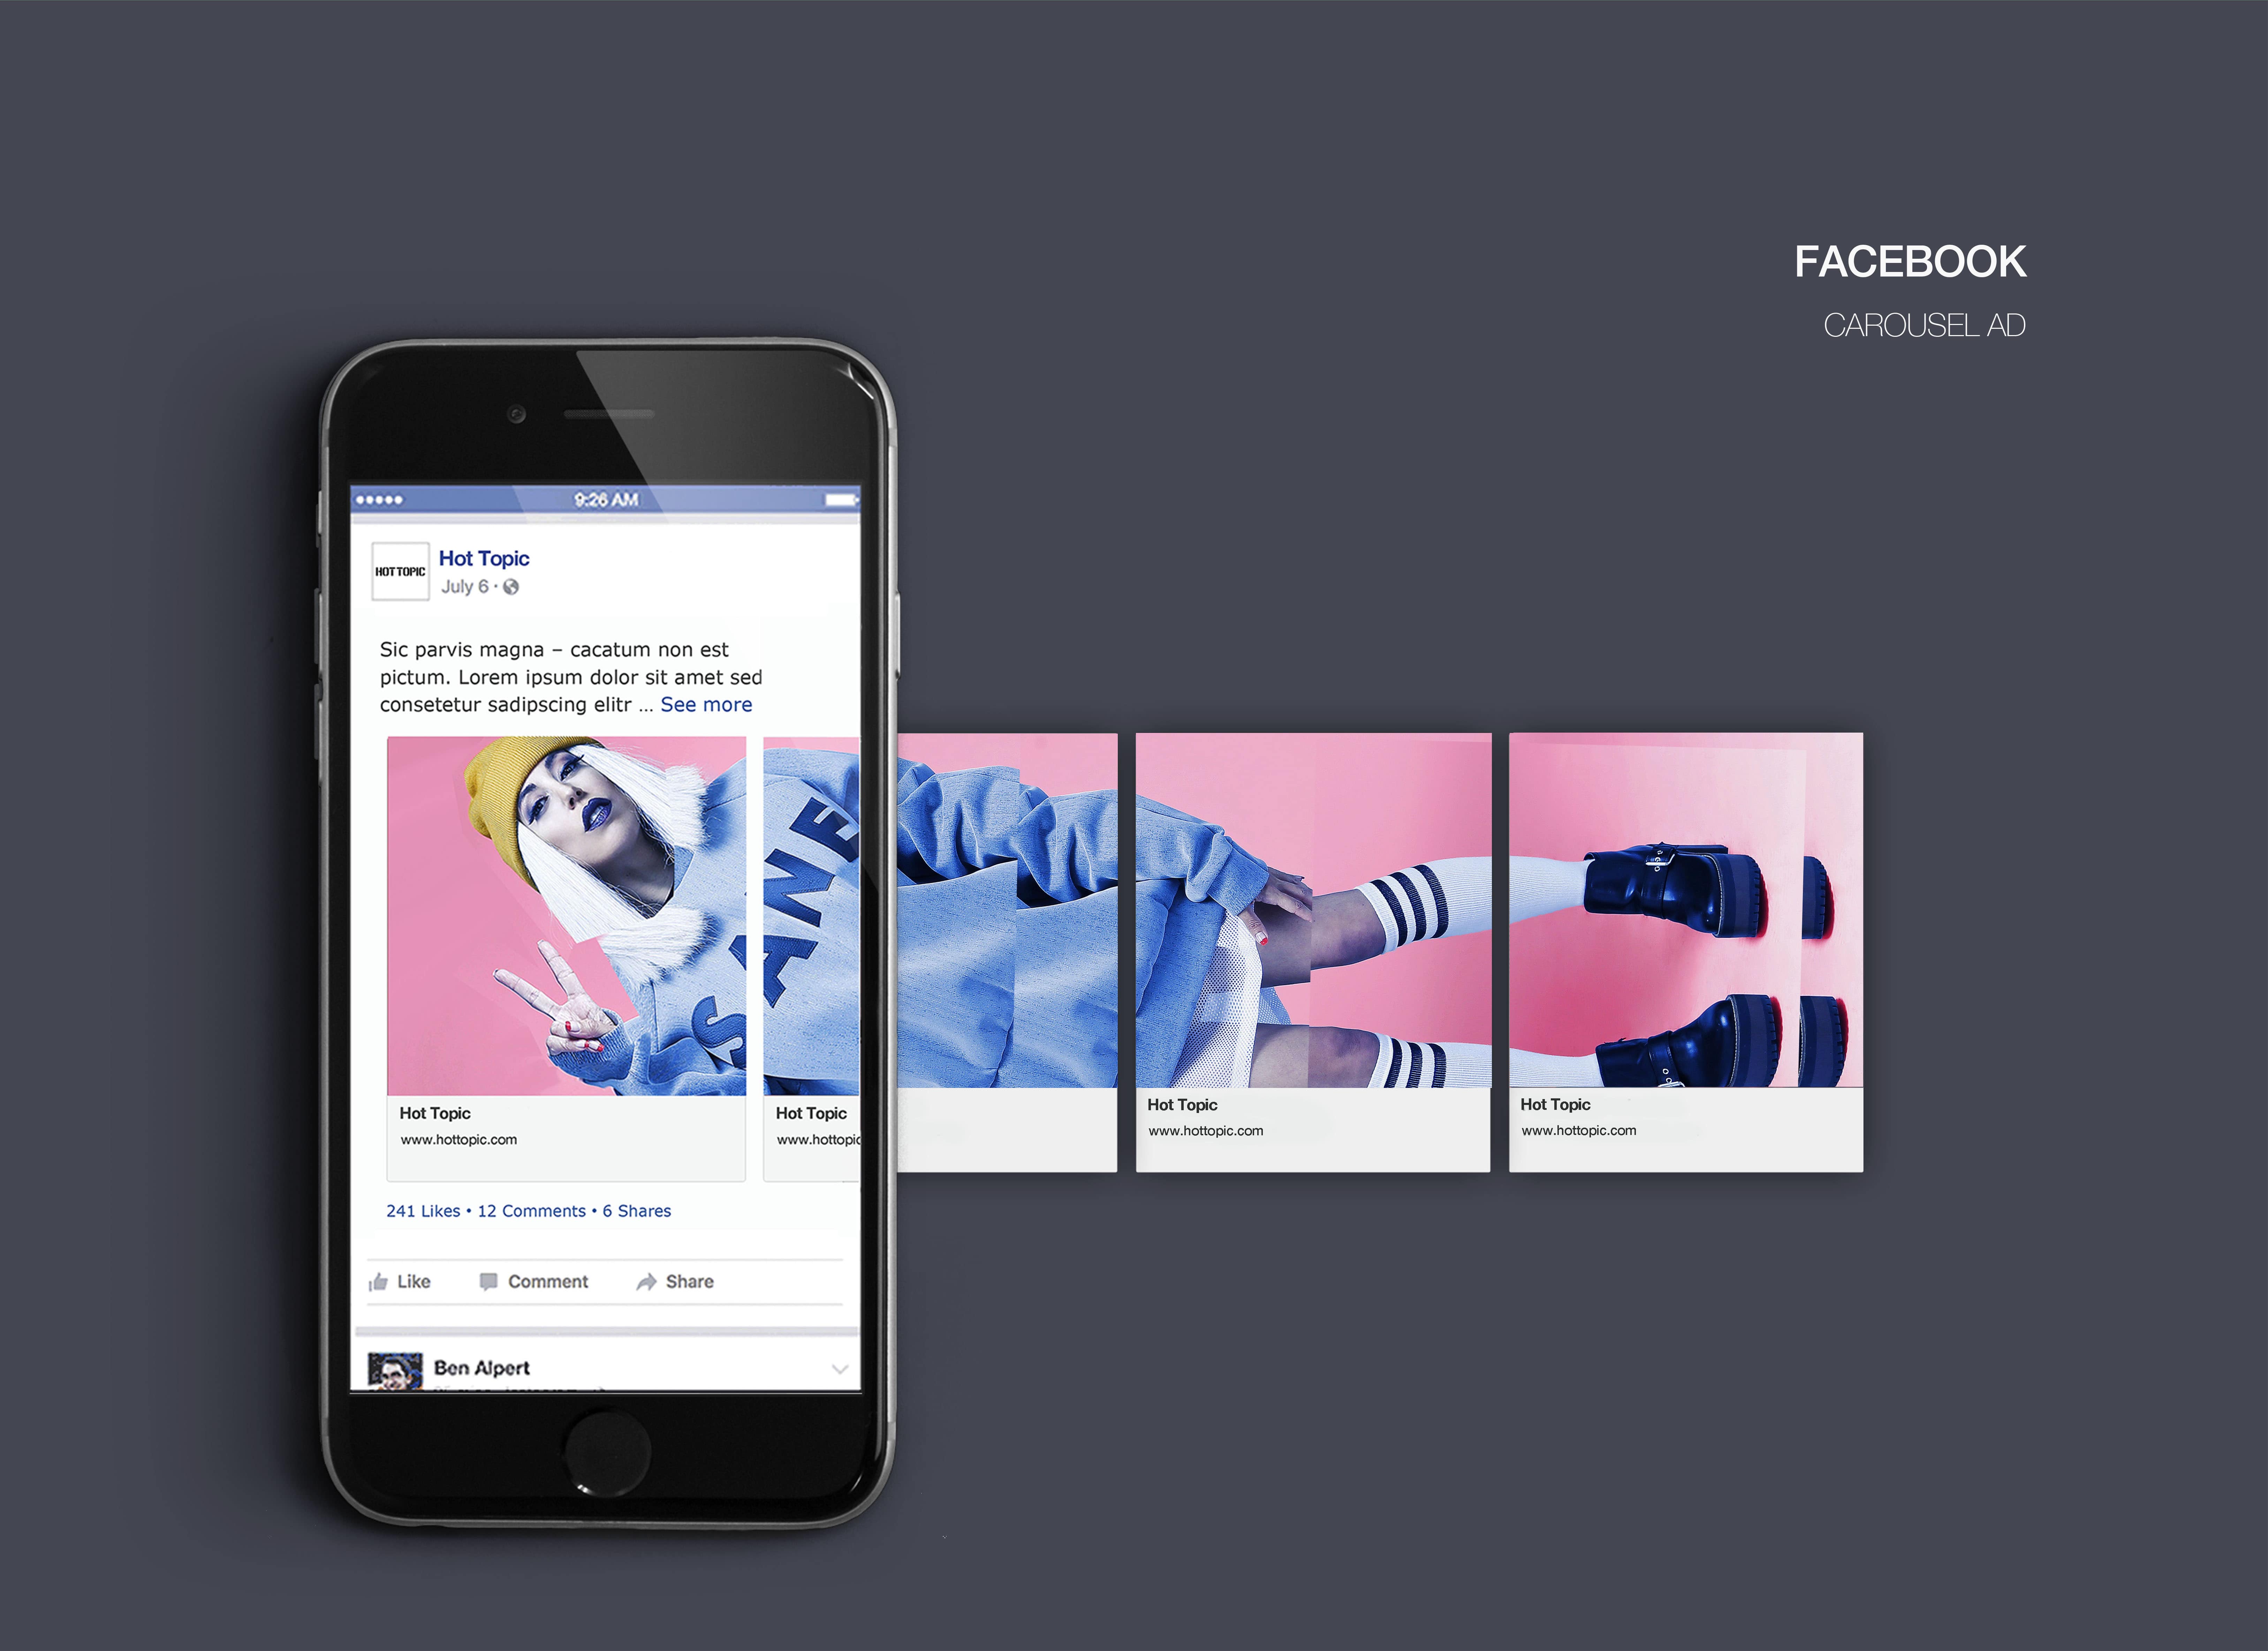 FACEBOOK
CAROUSEL AD
9:26 AM
HOT TOPIC
Hot Topic
July 6 ·
Sic parvis magna – cacatum non est
pictum. Lorem ipsum dolor sit amet sed
consetetur sadipscing elitr ... See more
SANE
Hot Topic
www.hottopic.com
Hot Topic
www.hottopic
Hot Topic
www.hottopic.com
Hot Topic
www.hottopic.com
241 Likes • 12 Comments • 6 Shares
Like
Comment
Share
Ben Alpert